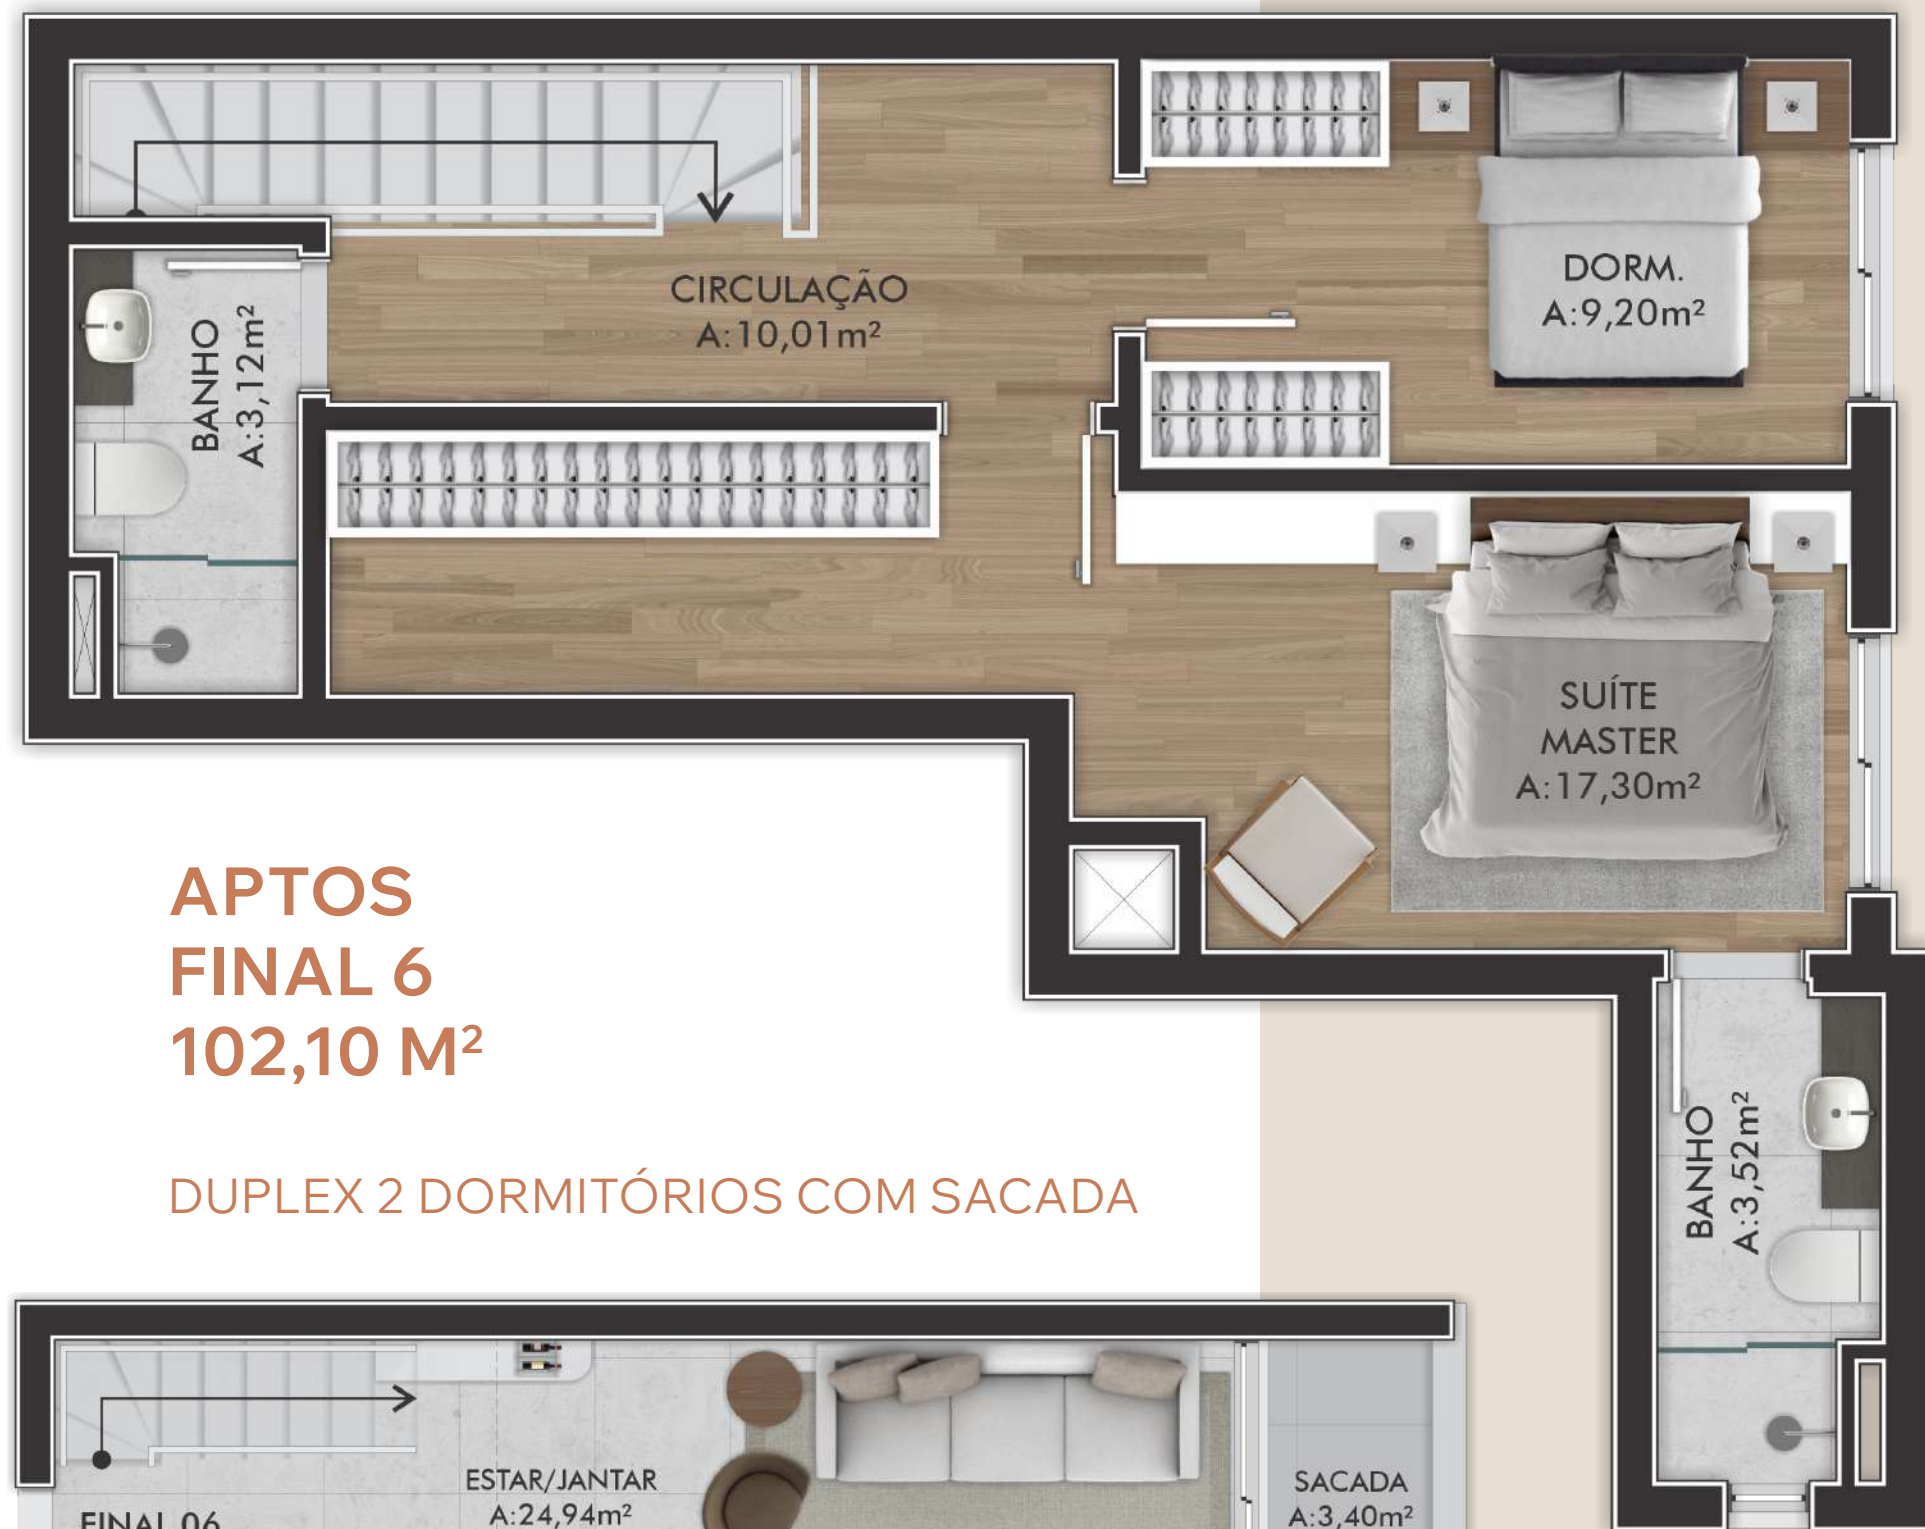 CIRCULAÇÃO
A:10,01m²
DORM.
A:9,20m²
BANHO
A:3,12m²
SUÍTE
MASTER
A:17,30m²
APTOS
FINAL 6
102,10 M²
DUPLEX 2 DORMITÓRIOS COM SACADA
BANHO
A:3,52m²
ESTAR/JANTAR
A:24,94m²
SACADA
A:3,40m²
FINAL 06